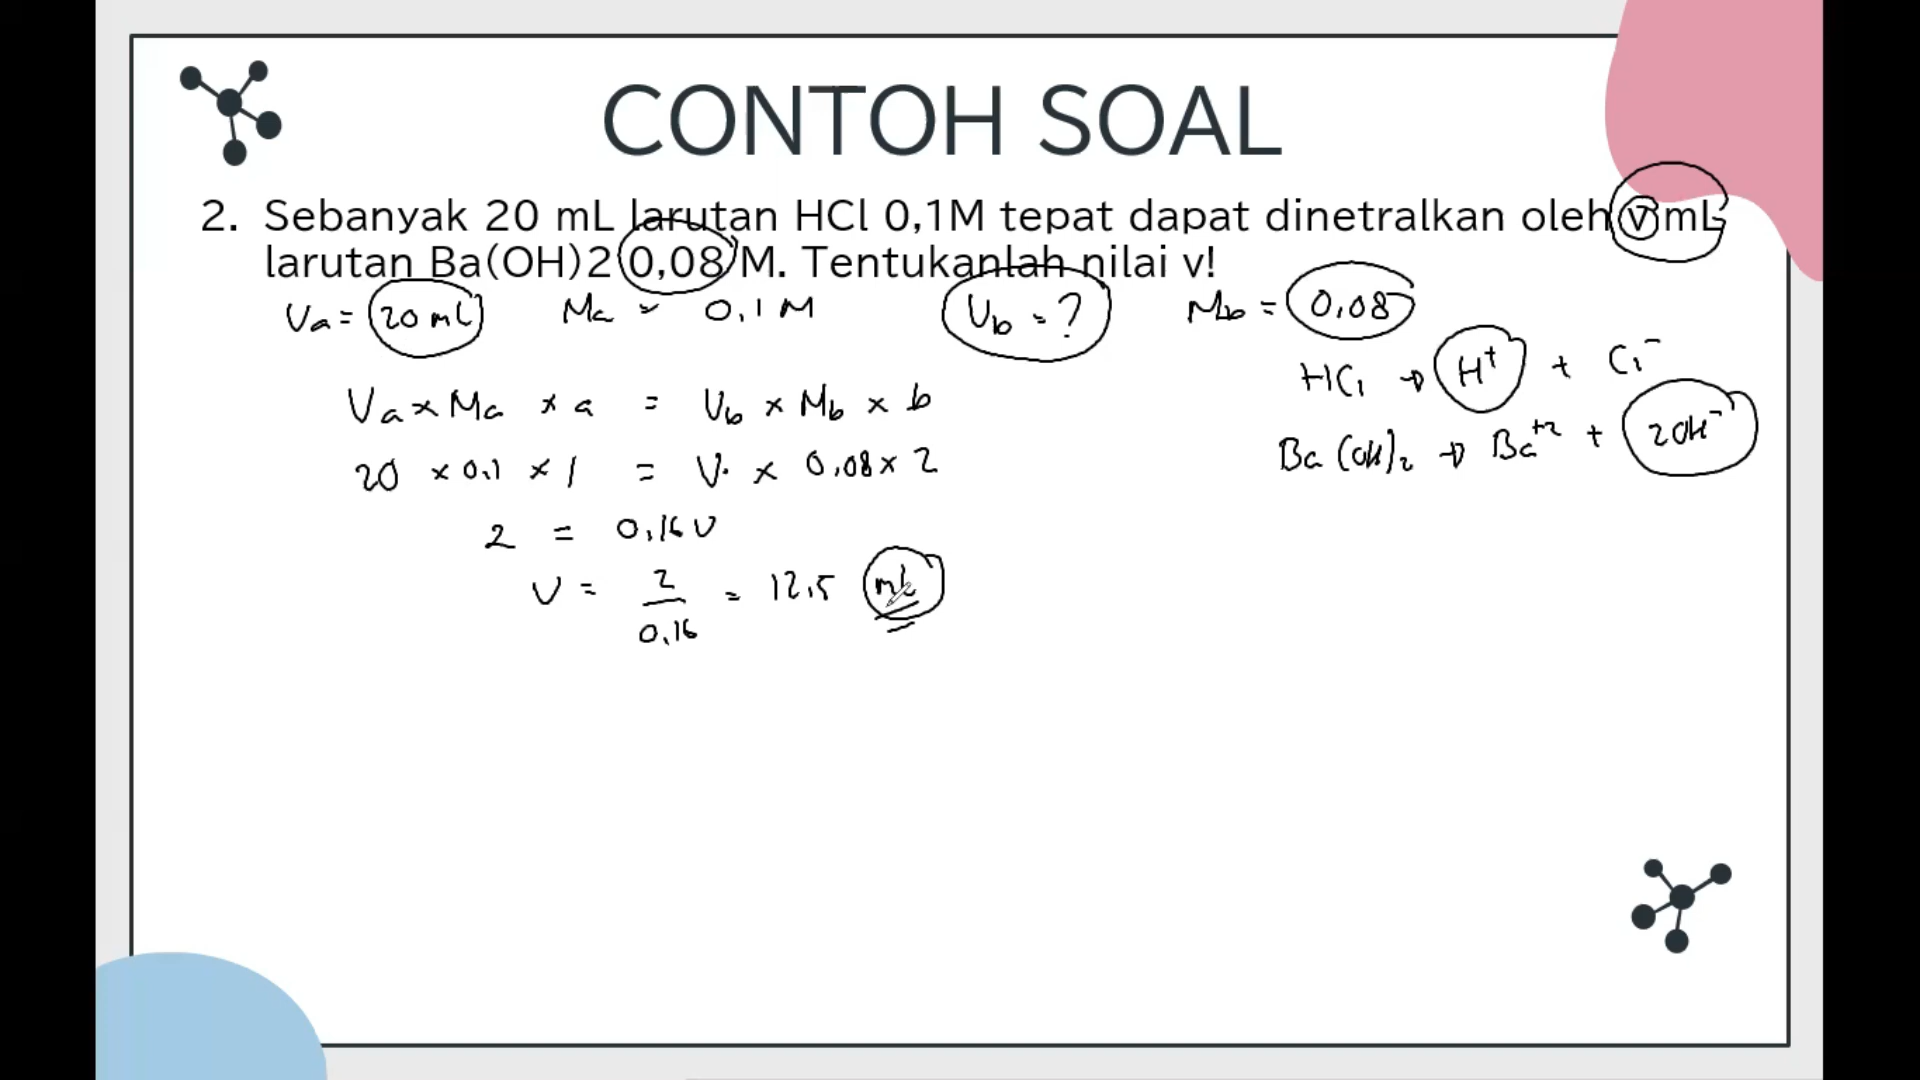 CONTOH SOAL
2. Sebanyak 20 mL larutan HCl 0,1M tepat dapat dinetralkan oleh v mL
larutan Ba(OH)2 0,08 M. Tentukanlah nilai v!
Va = 20 mL Ma = 0,1 M Vb = ? Mb = 0,08
HCl → H⁺ + Cl⁻
Va x Ma x a = Vb x Mb x b
Ba(OH)₂ → Ba⁺² + 2OH⁻
20 x 0,1 x 1 = V. x 0,08 x 2
2 = 0,16 V
V = 2/0,16 = 12,5 mL